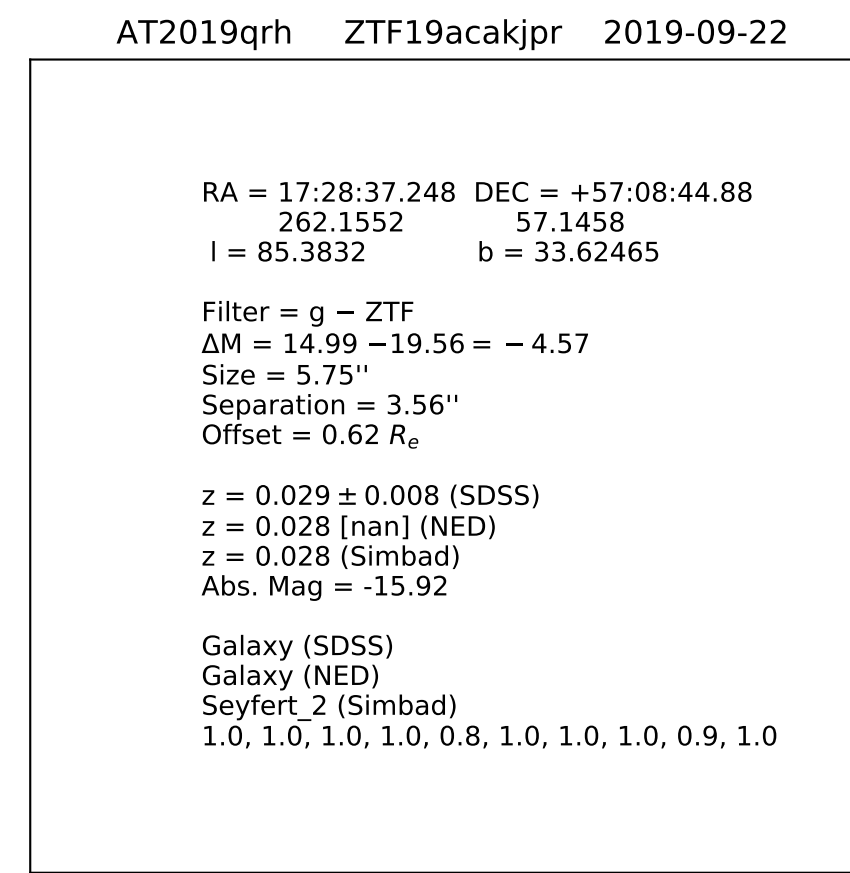 AT2019qrh ZTF19acakjpr 2019-09-22
RA = 17:28:37.248 DEC = +57:08:44.88
262.1552 57.1458
l = 85.3832 b = 33.62465
Filter = g − ZTF
ΔM = 14.99 −19.56 = − 4.57
Size = 5.75''
Separation = 3.56''
Offset = 0.62 Re
z = 0.029 ± 0.008 (SDSS)
z = 0.028 [nan] (NED)
z = 0.028 (Simbad)
Abs. Mag = -15.92
Galaxy (SDSS)
Galaxy (NED)
Seyfert_2 (Simbad)
1.0, 1.0, 1.0, 1.0, 0.8, 1.0, 1.0, 1.0, 0.9, 1.0